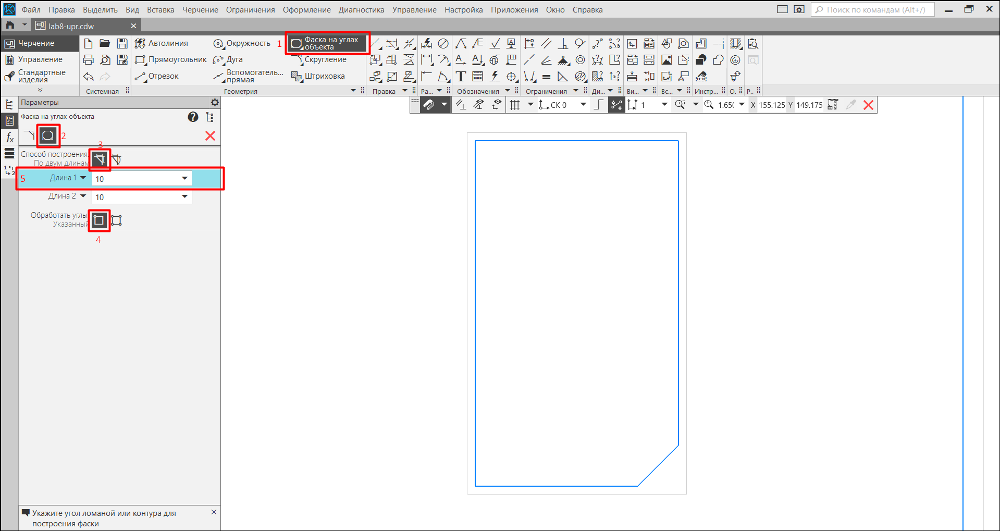 Файл Правка Выделить Вид Вставка Черчение Ограничения Оформление Диагностика Управление Настройка Приложения Окно Справка Поиск по командам (Alt+/)
lab8-upr.cdw
Черчение
Управление
Стандартные
изделия
Системная
Автолиния
Прямоугольник
Отрезок
Окружность
Дуга
Вспомогатель...
прямая
1
Фаска на углах
объекта
Скругление
Штриховка
Геометрия
Правка
Ра...
Обозначения
Ограничения
Ди...
Ви...
Вс...
Инстр...
О.
Р..
СК 0
1
X 155.125 Y 149.175
Параметры
Фаска на углах объекта
2
3
Способ построения:
По двум длинам
5 Длина 1 10
Длина 2 10
Обработать углы
Указанный
4
Укажите угол ломаной или контура для
построения фаски